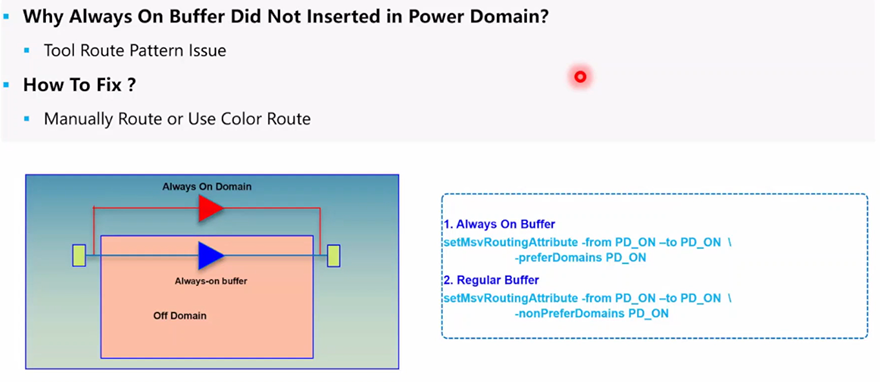 Why Always On Buffer Did Not Inserted in Power Domain?
Tool Route Pattern Issue
How To Fix ?
Manually Route or Use Color Route
Always On Domain
Always-on buffer
Off Domain
1. Always On Buffer
setMsvRoutingAttribute -from PD_ON –to PD_ON \
-preferDomains PD_ON
2. Regular Buffer
setMsvRoutingAttribute -from PD_ON –to PD_ON \
-nonPreferDomains PD_ON